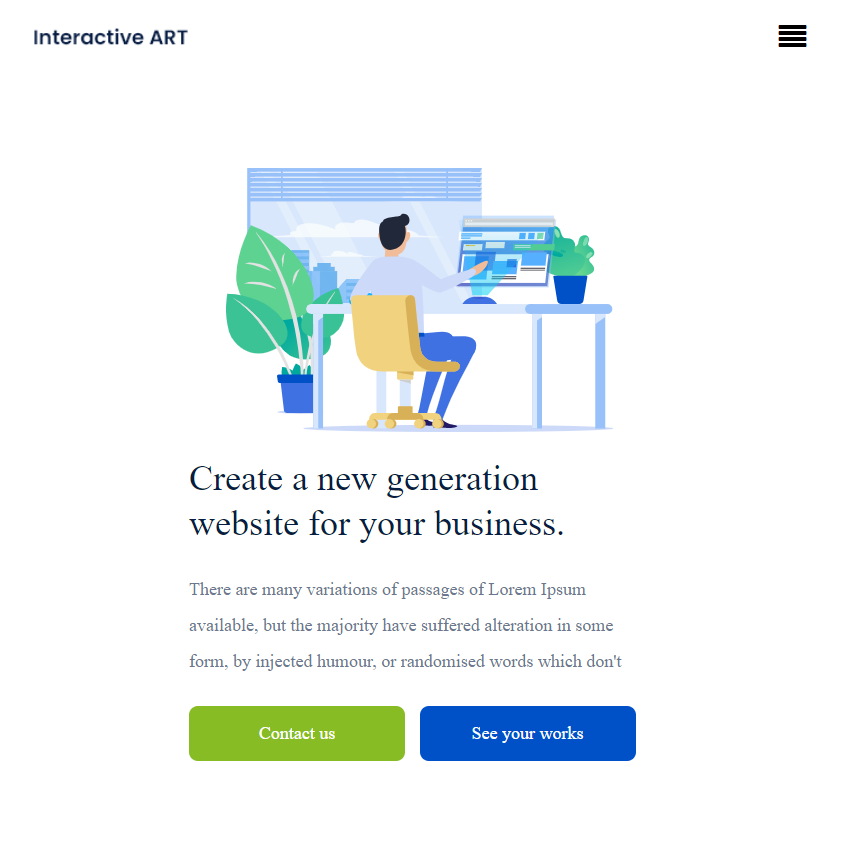 Interactive ART
Create a new generation
website for your business.
There are many variations of passages of Lorem Ipsum
available, but the majority have suffered alteration in some
form, by injected humour, or randomised words which don't
Contact us
See your works